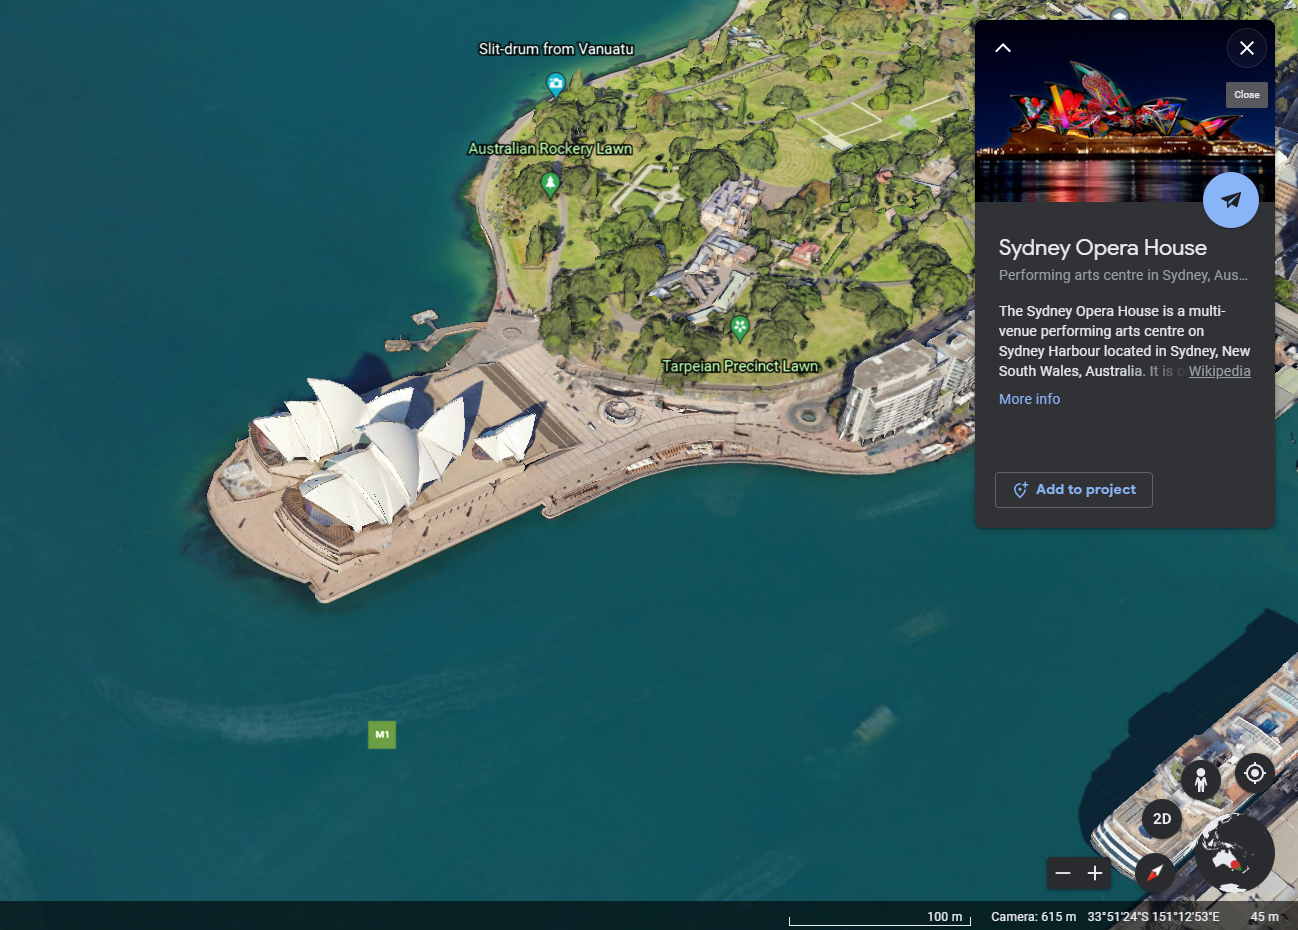 Slit-drum from Vanuatu
Australian Rockery Lawn
Tarpeian Precinct Lawn
Close
Sydney Opera House
Performing arts centre in Sydney, Aus...
The Sydney Opera House is a multi-
venue performing arts centre on
Sydney Harbour located in Sydney, New
South Wales, Australia. It is o Wikipedia
More info
Add to project
M1
2D
100 m Camera: 615 m 33°51'24"S 151°12'53"E 45 m